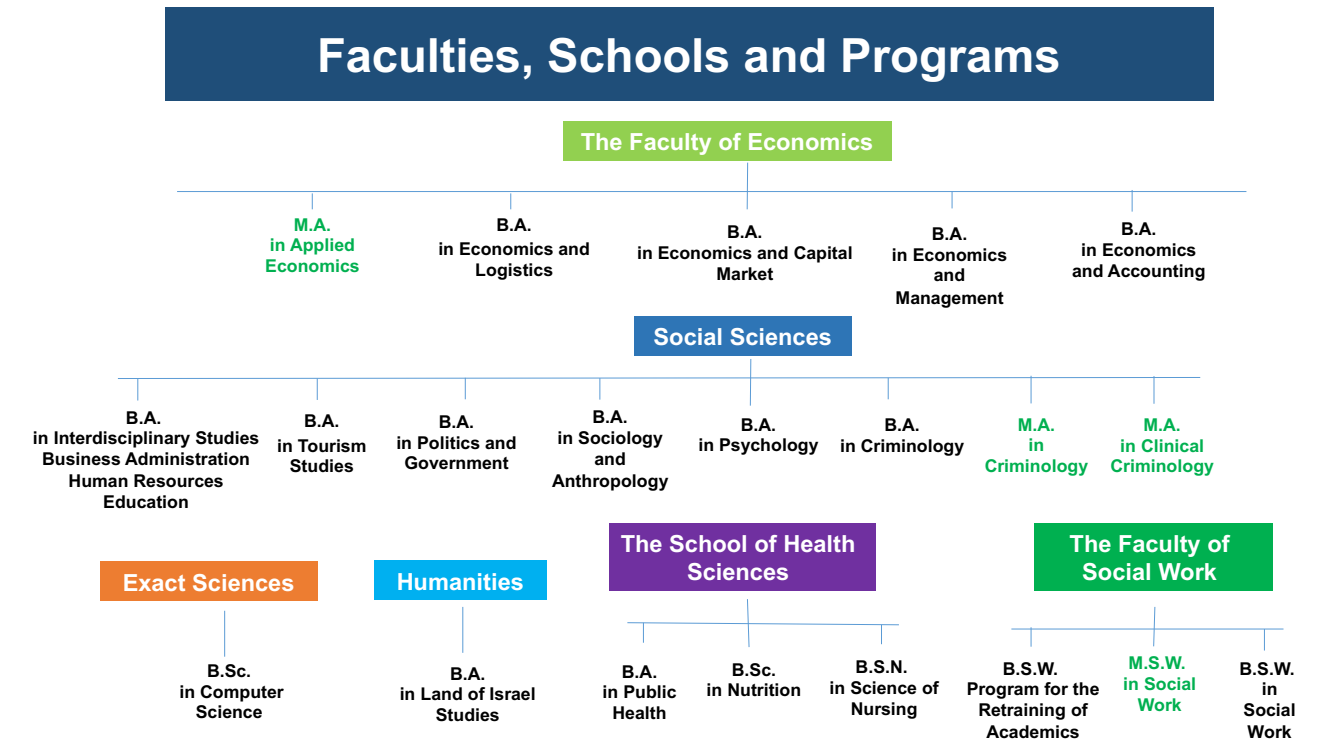 Faculties, Schools and Programs
The Faculty of Economics
M.A.
in Applied
Economics
B.A.
in Economics and
Logistics
B.A.
in Economics and Capital
Market
B.A.
in Economics
and
Management
B.A.
in Economics
and Accounting
Social Sciences
B.A.
in Interdisciplinary Studies
Business Administration
Human Resources
Education
B.A.
in Tourism
Studies
B.A.
in Politics and
Government
B.A.
in Sociology
and
Anthropology
B.A.
in Psychology
B.A.
in Criminology
M.A.
in
Criminology
M.A.
in Clinical
Criminology
Exact Sciences
B.Sc.
in Computer
Science
Humanities
B.A.
in Land of Israel
Studies
The School of Health
Sciences
B.A.
in Public
Health
B.Sc.
in Nutrition
B.S.N.
in Science of
Nursing
The Faculty of
Social Work
B.S.W.
Program for the
Retraining of
Academics
M.S.W.
in Social
Work
B.S.W.
in
Social
Work